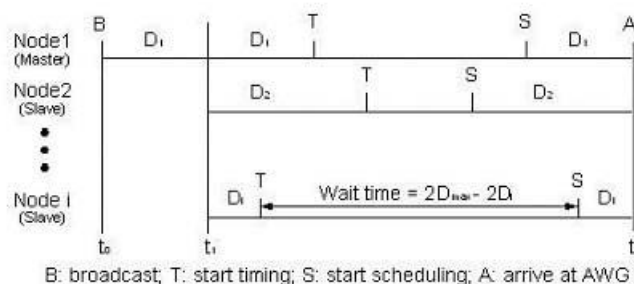 B T S A
Node1 D₁ D₁ D₁
(Master)
Node2 D₂ T S D₂
(Slave)
Node i Dᵢ T Wait time = 2Dₘₐₓ - 2Dᵢ S Dᵢ
(Slave)
t₀ t₁ t
B: broadcast; T: start timing; S: start scheduling; A: arrive at AWG